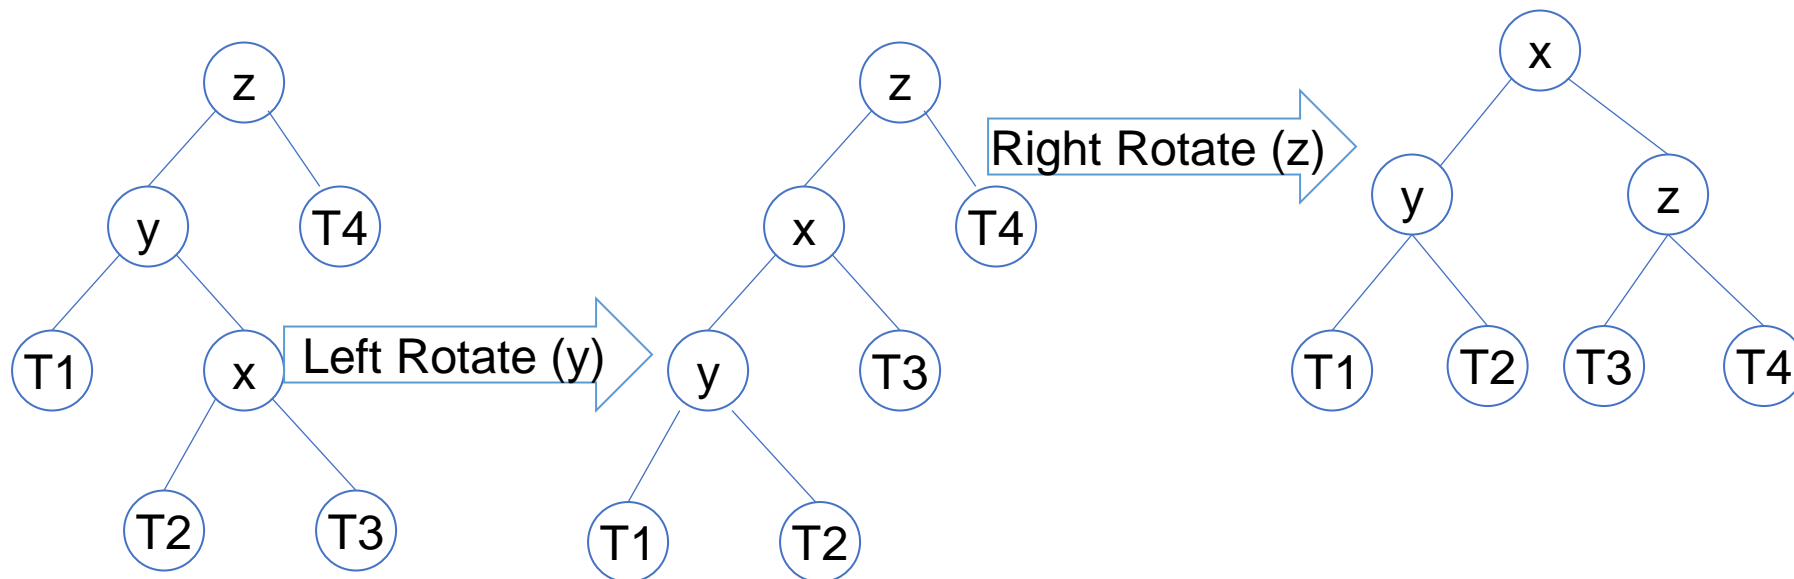 z
y
T4
T1
x
T2
T3
Left Rotate (y)
z
x
T4
y
T3
T1
T2
Right Rotate (z)
x
y
z
T1
T2
T3
T4